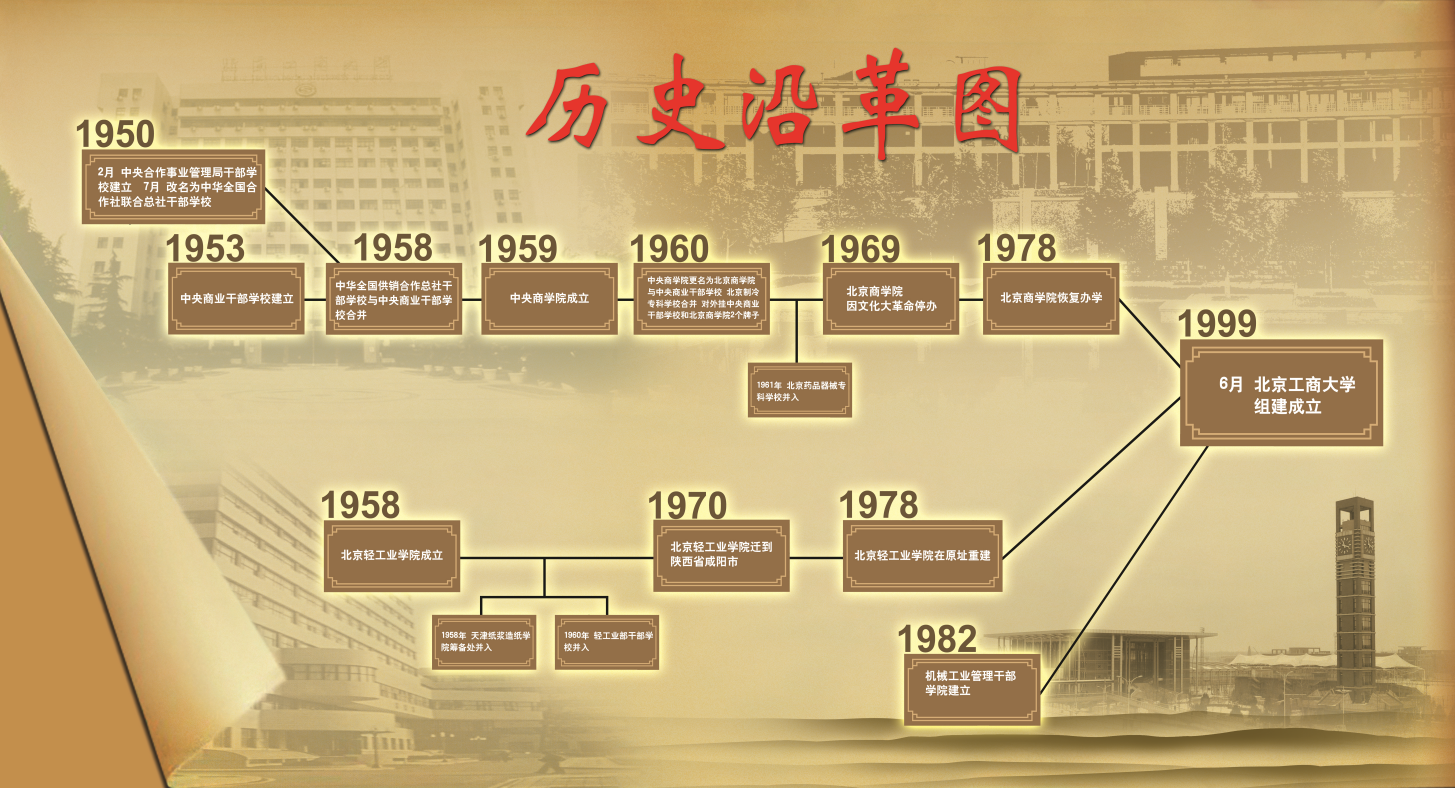 历史沿革图
1950
2月 中央合作事业管理局干部学
校建立 7月 改名为中华全国合
作社联合总社干部学校
1953
中央商业干部学校建立
1958
中华全国供销合作总社干
部学校与中央商业干部学
校合并
1959
中央商学院成立
1960
中央商学院更名为北京商学院
与中央商业干部学校 北京制冷
专科学校合并 对外挂中央商业
干部学校和北京商学院2个牌子
1961年 北京药品器械专
科学校并入
1969
北京商学院
因文化大革命停办
1978
北京商学院恢复办学
1999
6月 北京工商大学
组建成立
1958
北京轻工业学院成立
1958年 天津纸浆造纸学
院筹备处并入
1960年 轻工业部干部学
校并入
1970
北京轻工业学院迁到
陕西省咸阳市
1978
北京轻工业学院在原址重建
1982
机械工业管理干部
学院建立